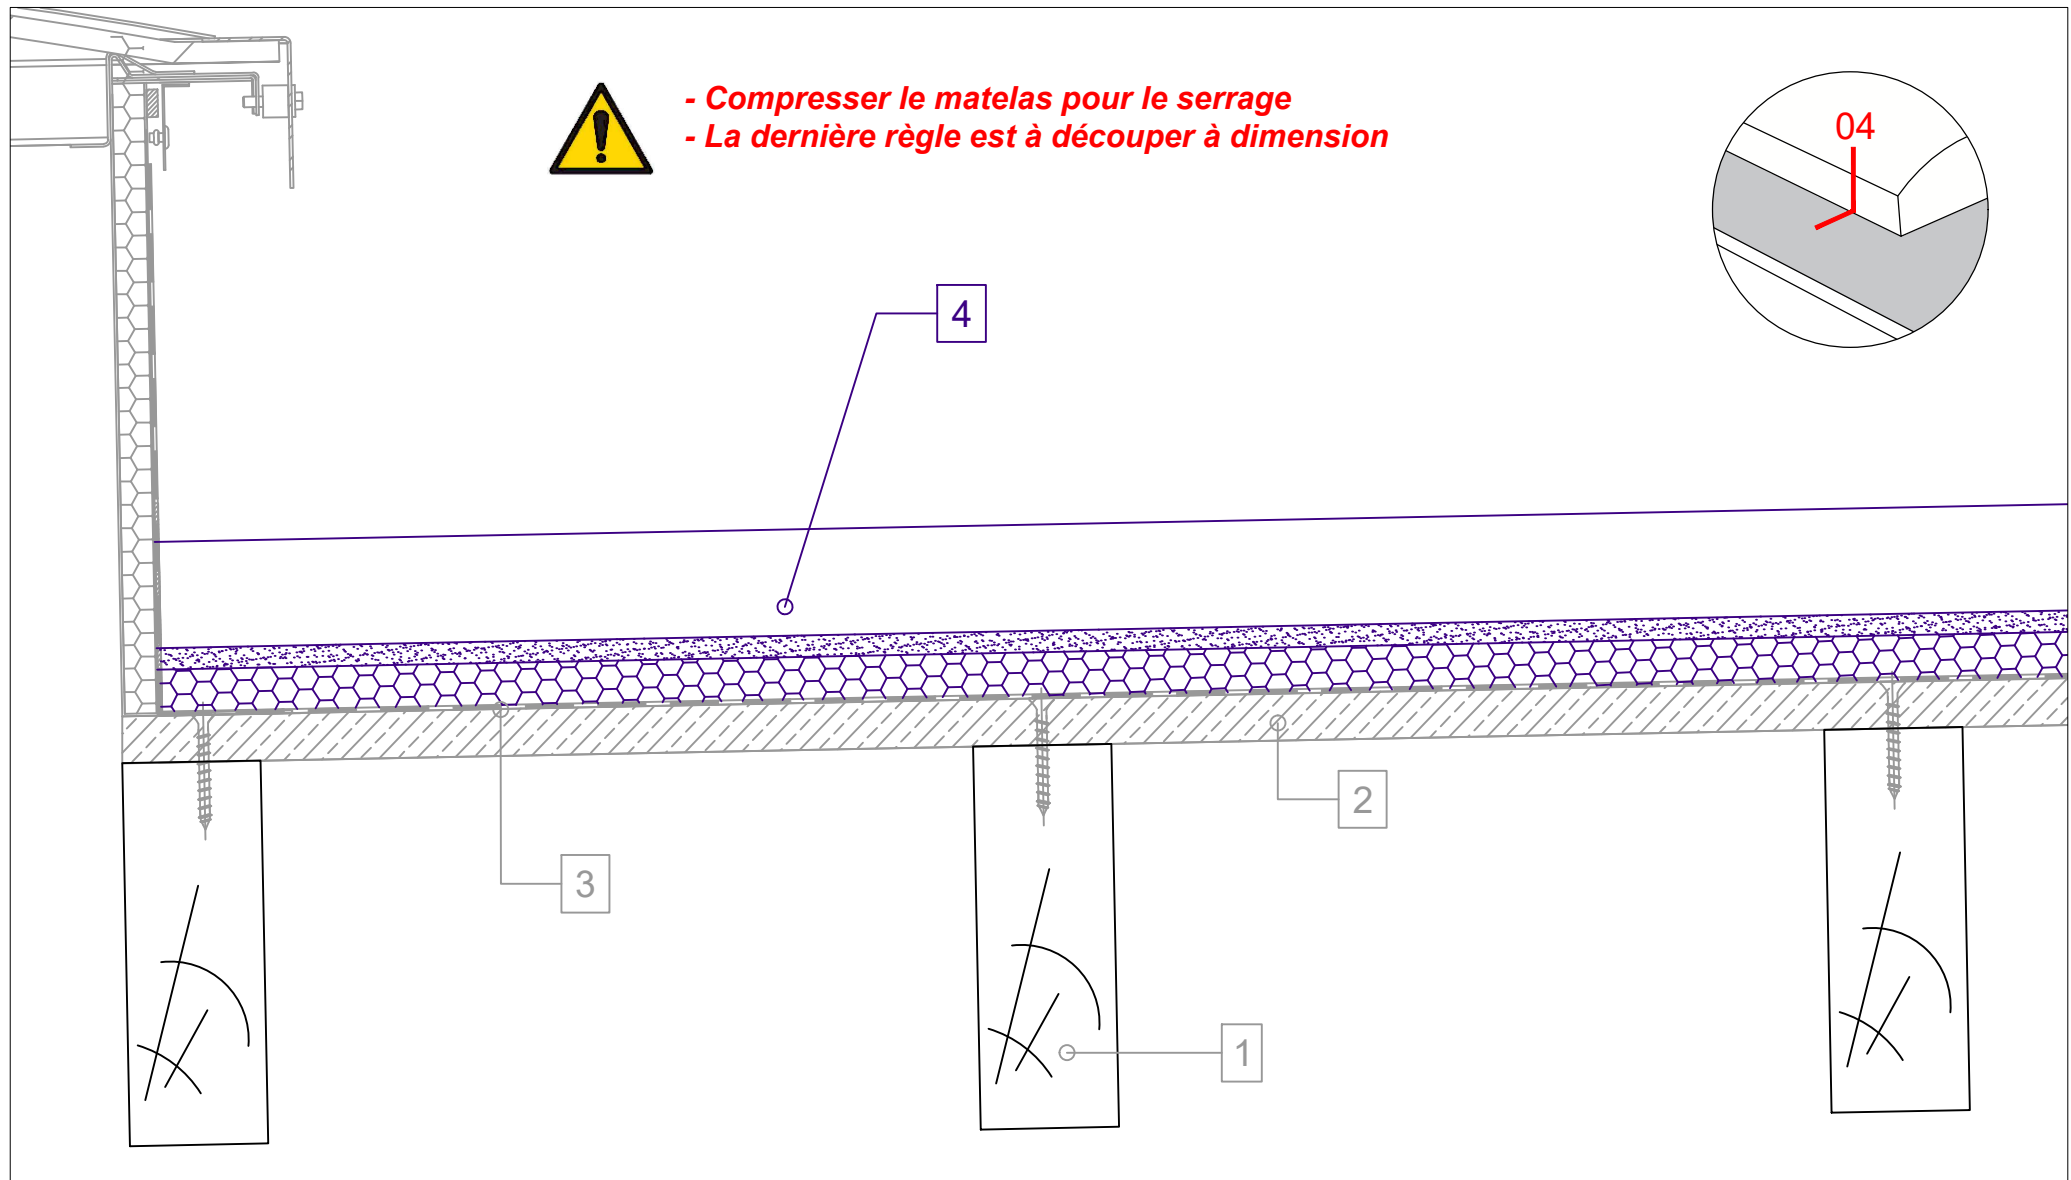 - Compresser le matelas pour le serrage
- La dernière règle est à découper à dimension
04
4
2
3
1